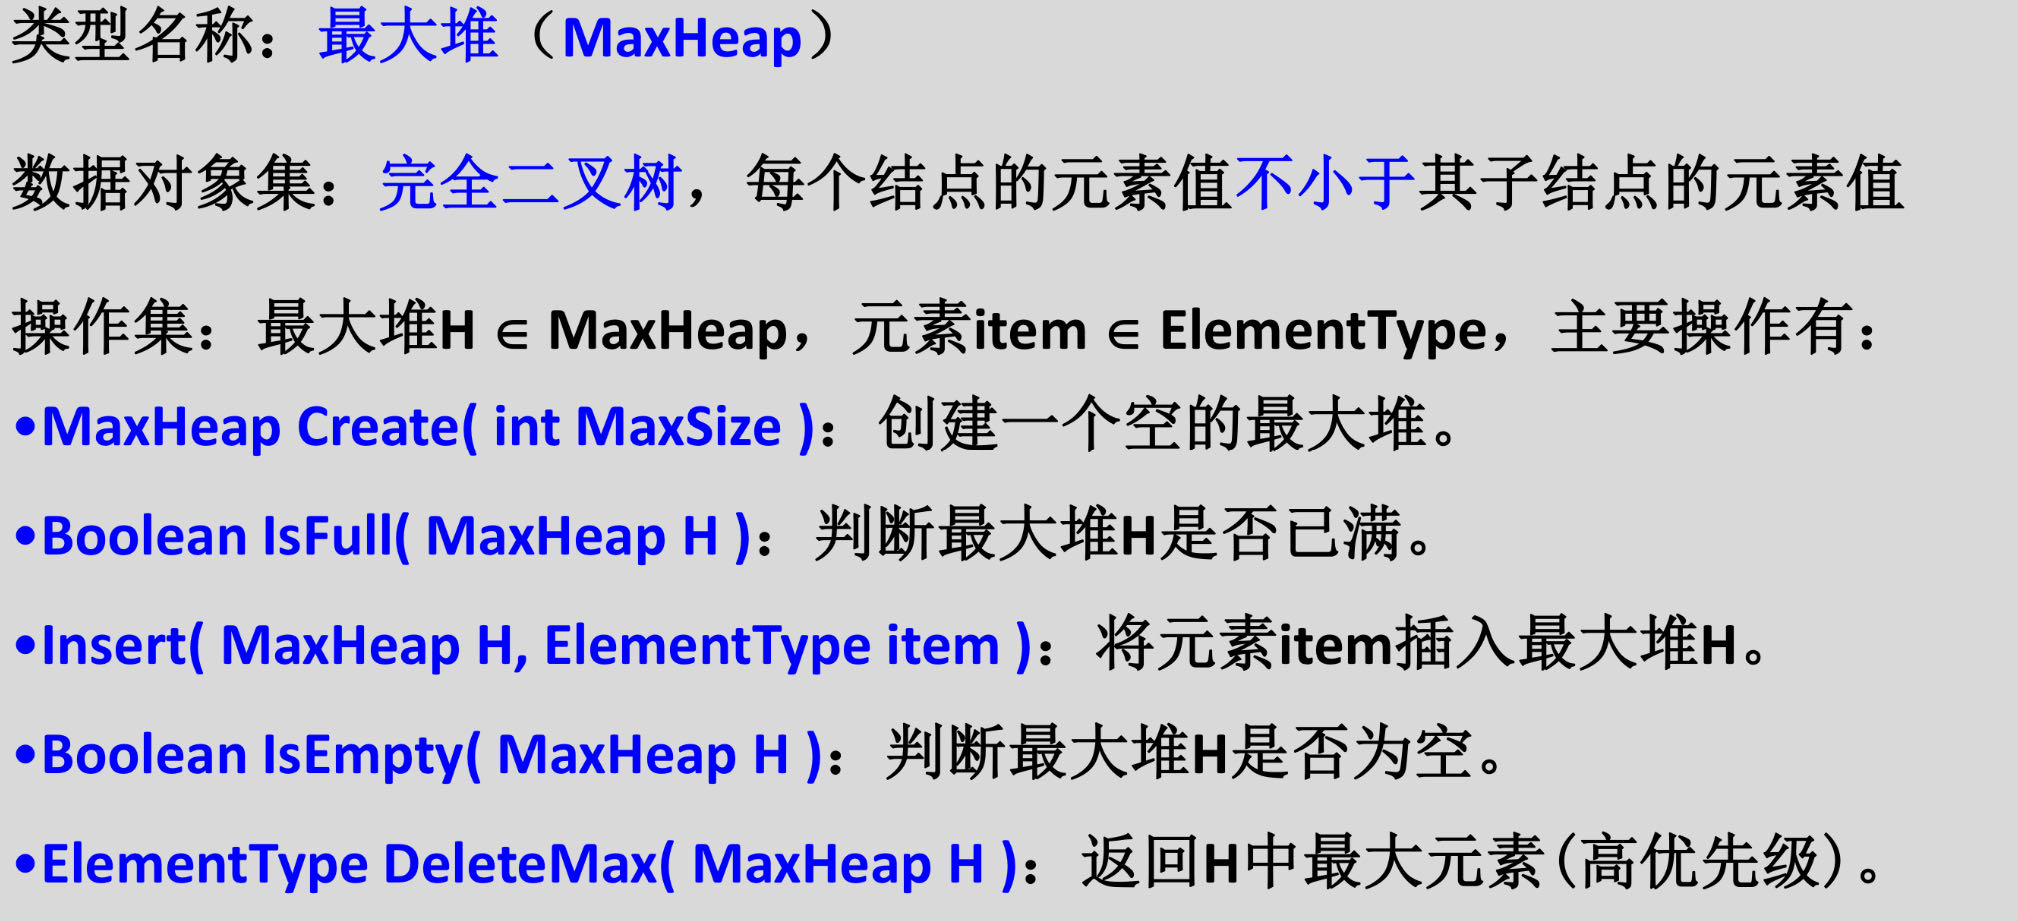 类型名称：最大堆（MaxHeap）
数据对象集：完全二叉树，每个结点的元素值不小于其子结点的元素值
操作集：最大堆H ∈ MaxHeap，元素item ∈ ElementType，主要操作有：
•MaxHeap Create( int MaxSize )：创建一个空的最大堆。
•Boolean IsFull( MaxHeap H )：判断最大堆H是否已满。
•Insert( MaxHeap H, ElementType item )：将元素item插入最大堆H。
•Boolean IsEmpty( MaxHeap H )：判断最大堆H是否为空。
•ElementType DeleteMax( MaxHeap H )：返回H中最大元素(高优先级)。